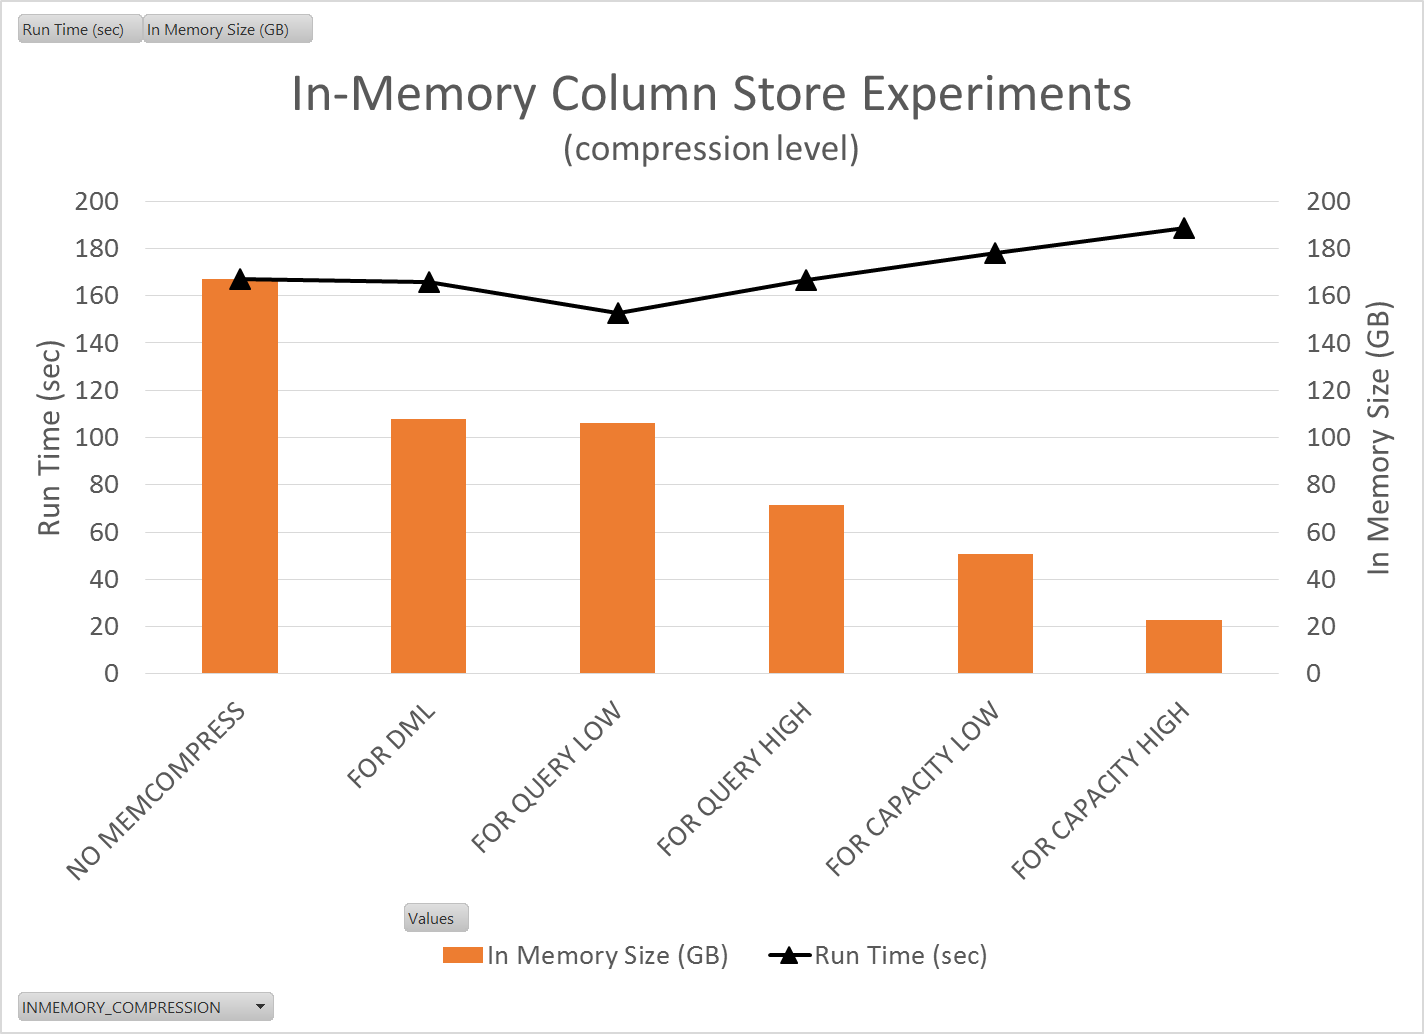 Run Time (sec) In Memory Size (GB)
In-Memory Column Store Experiments
(compression level)
Run Time (sec)
200
180
160
140
120
100
80
60
40
20
0
200
180
160
140
120
100
80
60
40
20
0
In Memory Size (GB)
NO MEMCOMPRESS
FOR DML
FOR QUERY LOW
FOR QUERY HIGH
FOR CAPACITY LOW
FOR CAPACITY HIGH
Values
In Memory Size (GB) Run Time (sec)
INMEMORY_COMPRESSION